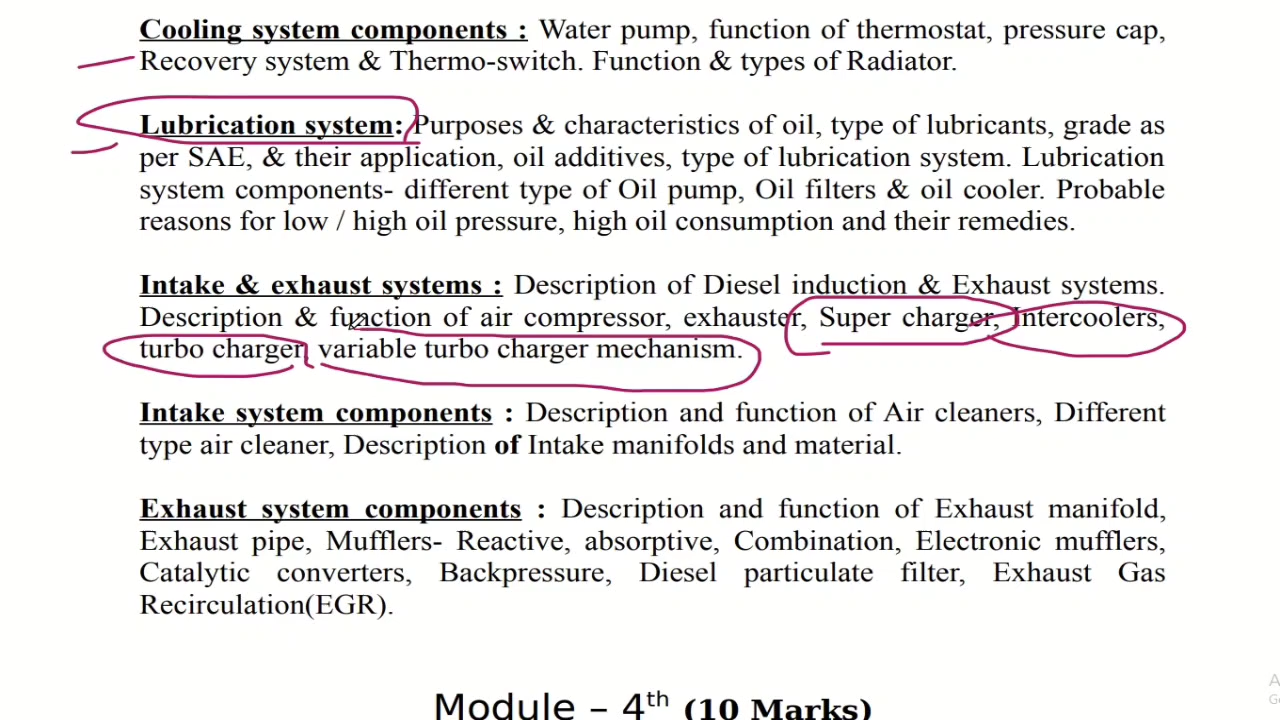 Cooling system components : Water pump, function of thermostat, pressure cap,
Recovery system & Thermo-switch. Function & types of Radiator.
Lubrication system: Purposes & characteristics of oil, type of lubricants, grade as
per SAE, & their application, oil additives, type of lubrication system. Lubrication
system components- different type of Oil pump, Oil filters & oil cooler. Probable
reasons for low / high oil pressure, high oil consumption and their remedies.
Intake & exhaust systems : Description of Diesel induction & Exhaust systems.
Description & function of air compressor, exhauster, Super charger, Intercoolers,
turbo charger, variable turbo charger mechanism.
Intake system components : Description and function of Air cleaners, Different
type air cleaner, Description of Intake manifolds and material.
Exhaust system components : Description and function of Exhaust manifold,
Exhaust pipe, Mufflers- Reactive, absorptive, Combination, Electronic mufflers,
Catalytic converters, Backpressure, Diesel particulate filter, Exhaust Gas
Recirculation(EGR).
Module – 4th (10 Marks)